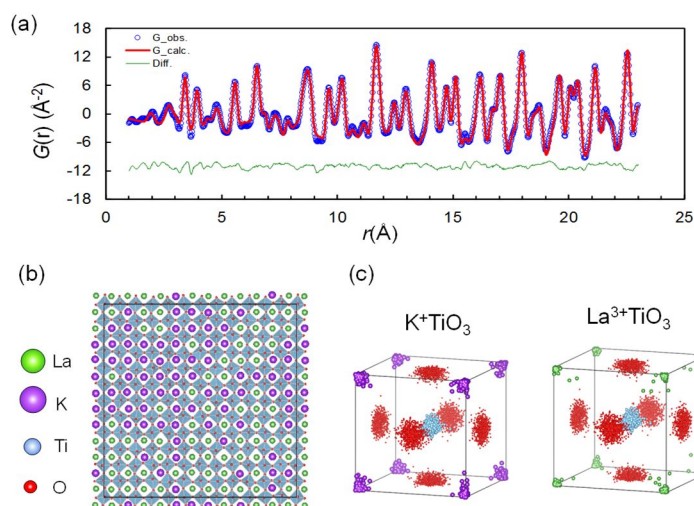 (a)
G_obs.
G_calc.
Diff.
18
12
6
0
-6
-12
-18
G(r) (Å-2)
0
5
10
15
20
25
r(Å)
(b)
(c)
La
K
Ti
O
K+TiO3
La3+TiO3